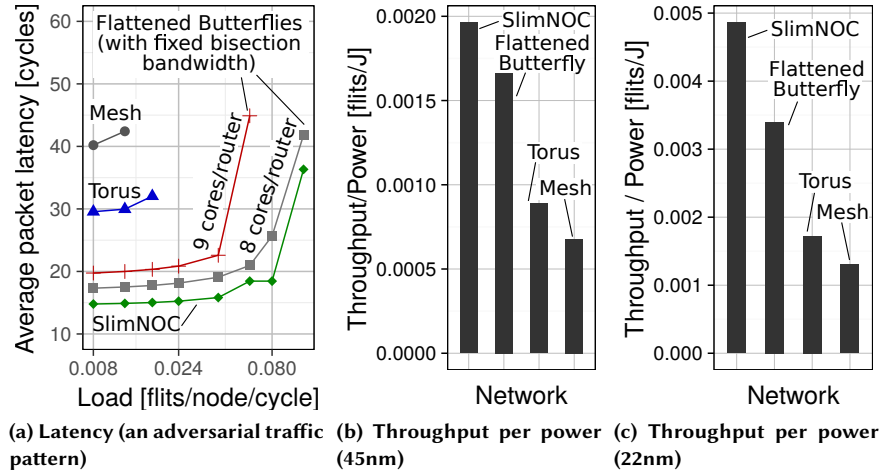 Average packet latency [cycles]
60
50
40
30
20
10
Flattened Butterflies
(with fixed bisection
bandwidth)
Mesh
Torus
9 cores/router
8 cores/router
SlimNOC
0.008
0.024
0.080
Load [flits/node/cycle]
(a) Latency (an adversarial traffic
pattern)
Throughput/Power [flits/J]
0.0020
0.0015
0.0010
0.0005
0.0000
SlimNOC
Flattened
Butterfly
Torus
Mesh
Network
(b) Throughput per power
(45nm)
Throughput / Power [flits/J]
0.005
0.004
0.003
0.002
0.001
0.000
SlimNOC
Flattened
Butterfly
Torus
Mesh
Network
(c) Throughput per power
(22nm)